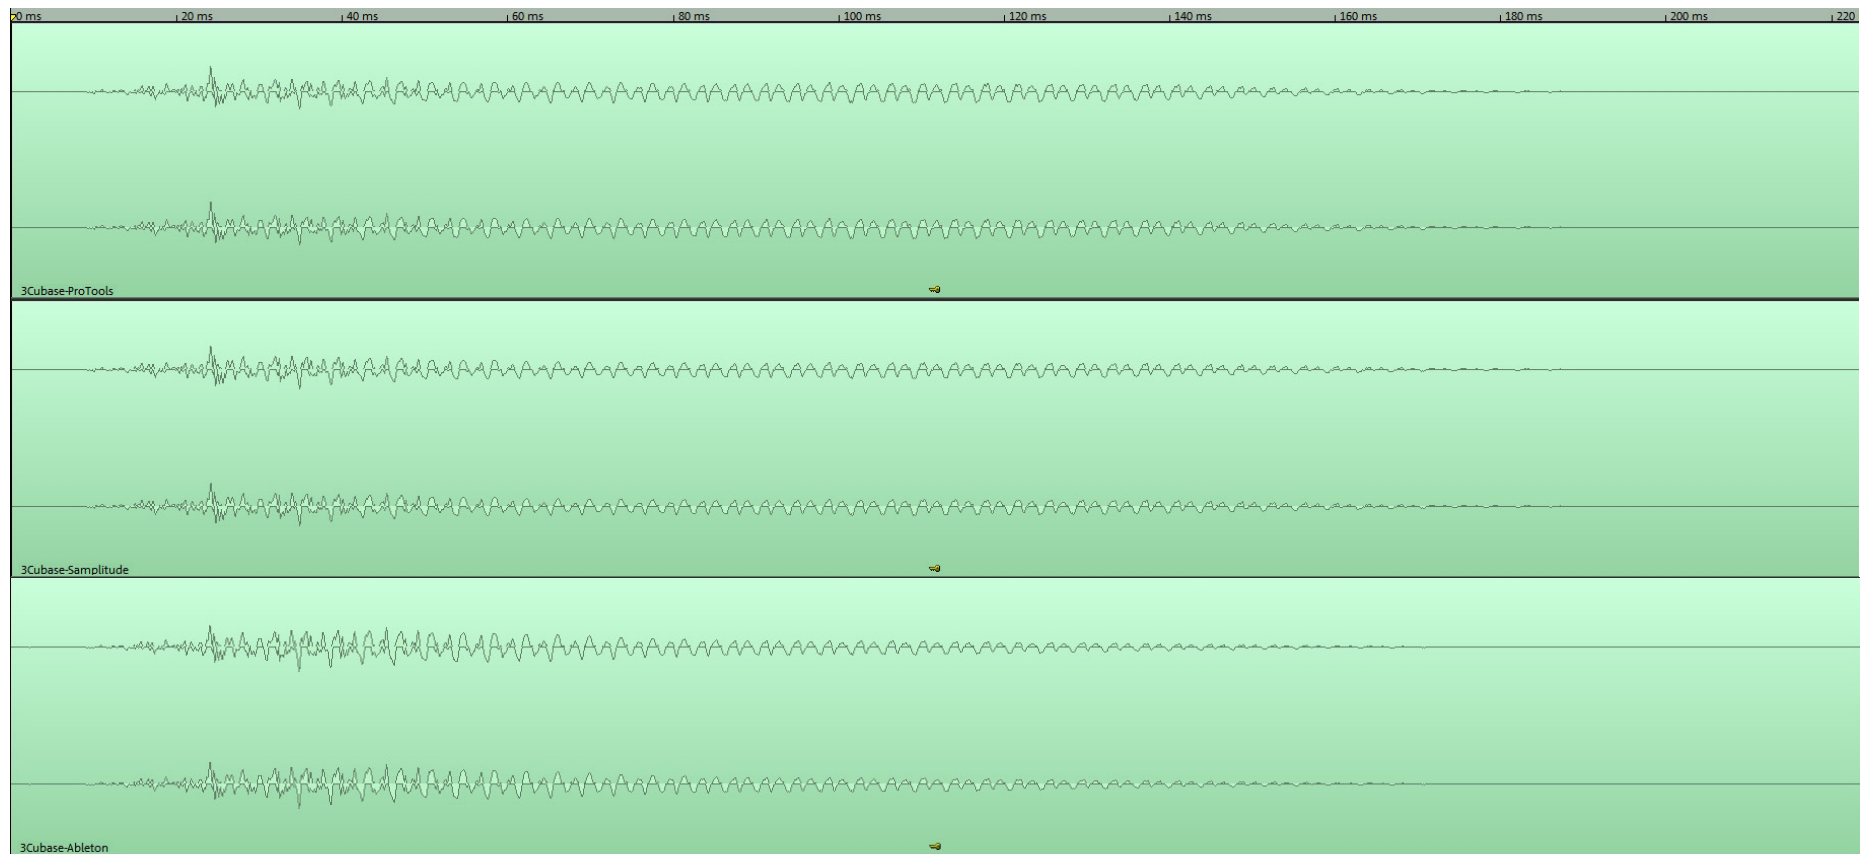 0 ms 20 ms 40 ms 60 ms 80 ms 100 ms 120 ms 140 ms 160 ms 180 ms 200 ms 220
3Cubase-ProTools
3Cubase-Samplitude
3Cubase-Ableton